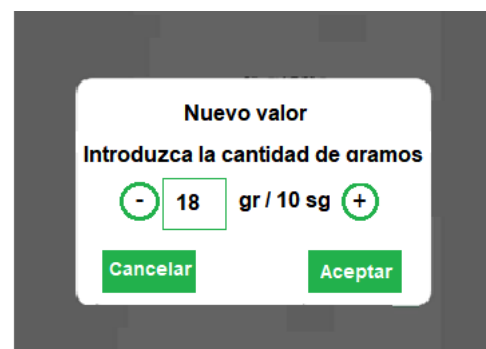 Nuevo valor
Introduzca la cantidad de gramos
- 18 gr / 10 sg +
Cancelar Aceptar